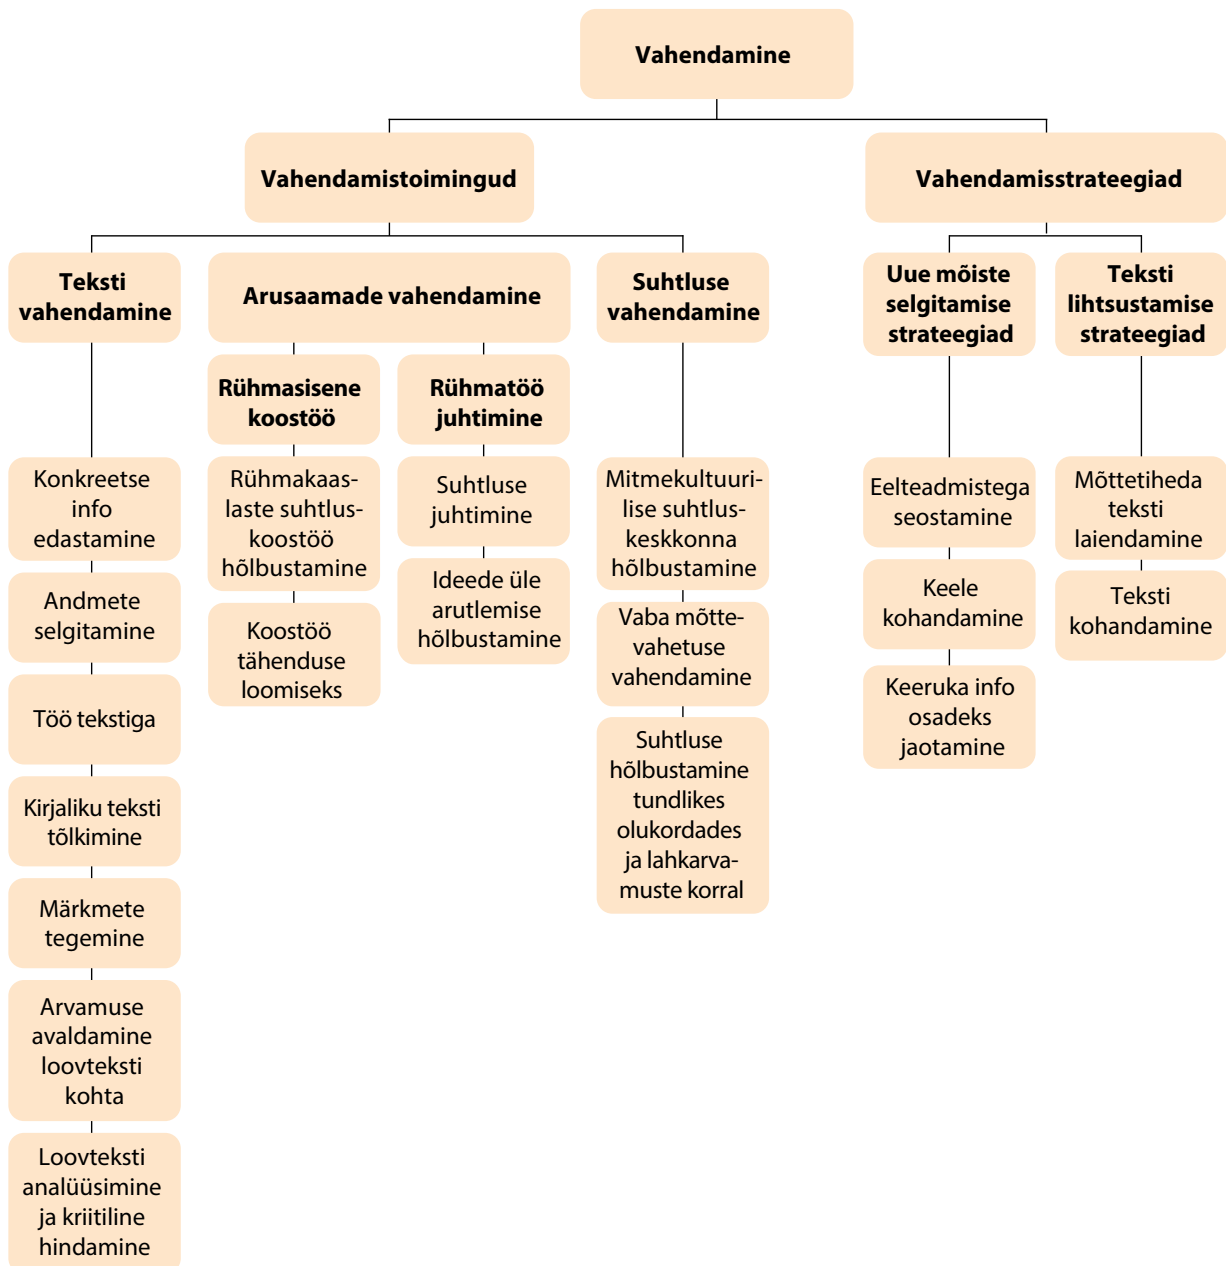 Vahendamine
Vahendamistoimingud
Vahendamisstrateegiad
Teksti
vahendamine
Arusaamade vahendamine
Suhtluse
vahendamine
Uue mõiste
selgitamise
strateegiad
Teksti
lihtsustamise
strateegiad
Rühmasisene
koostöö
Rühmatöö
juhtimine
Konkreetse
info
edastamine
Andmete
selgitamine
Töö tekstiga
Kirjaliku teksti
tõlkimine
Märkmete
tegemine
Arvamuse
avaldamine
loovteksti
kohta
Loovteksti
analüüsimine
ja kriitiline
hindamine
Rühmakaas-
laste suhtlus-
koostöö
hõlbustamine
Koostöö
tähenduse
loomiseks
Suhtluse
juhtimine
Ideede üle
arutlemise
hõlbustamine
Mitmekultuuri-
lise suhtlus-
keskkonna
hõlbustamine
Vaba mõtte-
vahetuse
vahendamine
Suhtluse
hõlbustamine
tundlikes
olukordades
ja lahkarva-
muste korral
Eelteadmistega
seostamine
Keele
kohandamine
Keeruka info
osadeks
jaotamine
Mõttetiheda
teksti
laiendamine
Teksti
kohandamine